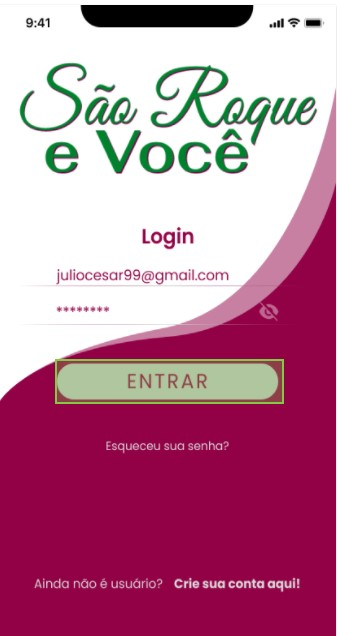 9:41
São Roque
e Você
Login
juliocesar99@gmail.com
********
ENTRAR
Esqueceu sua senha?
Ainda não é usuário? Crie sua conta aqui!